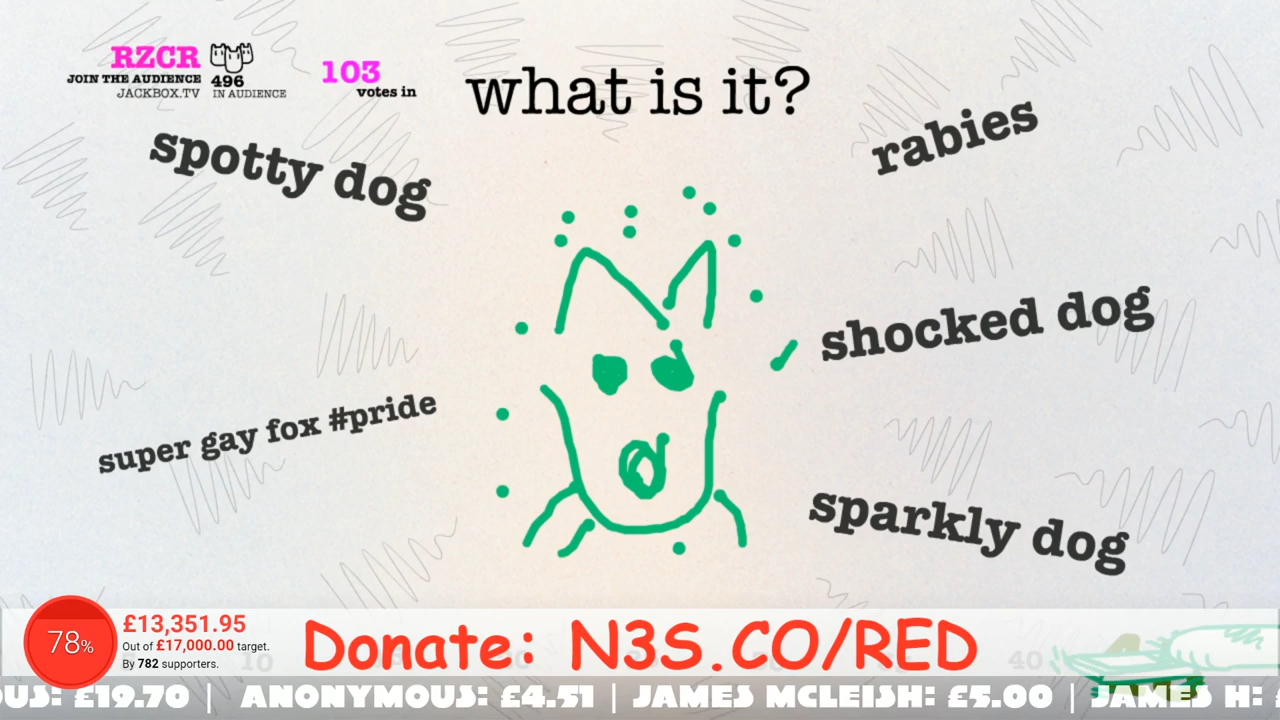 RZCR
JOIN THE AUDIENCE
JACKBOX.TV
496
IN AUDIENCE
103
votes in
what is it?
spotty dog
rabies
shocked dog
super gay fox #pride
sparkly dog
78%
£13,351.95
Out of £17,000.00 target.
By 782 supporters.
Donate: N3S.CO/RED
10
40
OUS: £19.70 | ANONYMOUS: £4.51 | JAMES MCLEISH: £5.00 | JAMES H: